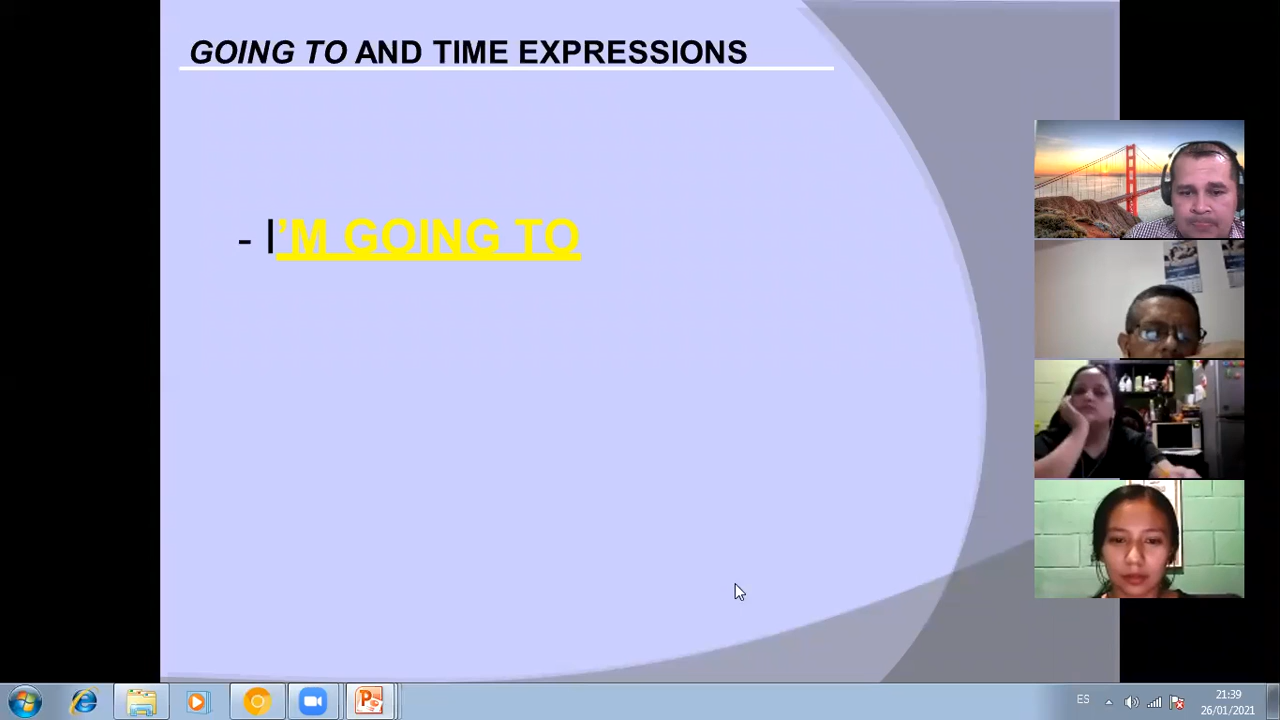 GOING TO AND TIME EXPRESSIONS
- I'M GOING TO
ES
21:39
26/01/2021